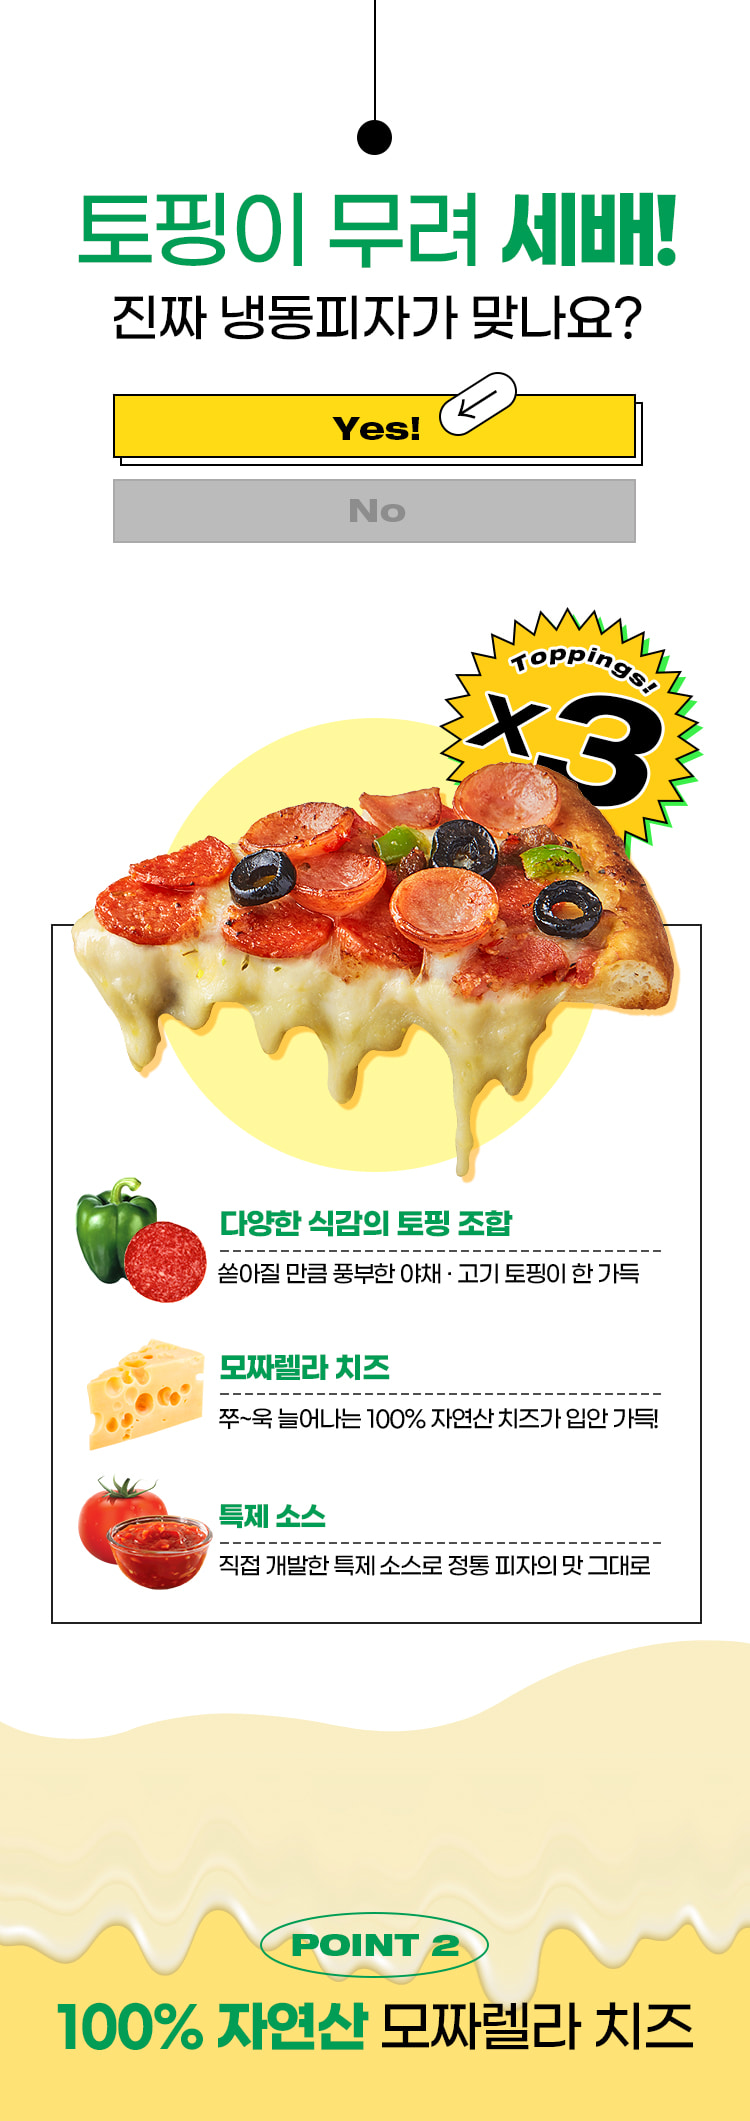 토핑이 무려 세배!
진짜 냉동피자가 맞나요?
Yes!
No
Toppings!
x3
다양한 식감의 토핑 조합
쏟아질 만큼 풍부한 야채 · 고기 토핑이 한 가득
모짜렐라 치즈
쭈~욱 늘어나는 100% 자연산 치즈가 입안 가득!
특제 소스
직접 개발한 특제 소스로 정통 피자의 맛 그대로
POINT 2
100% 자연산 모짜렐라 치즈